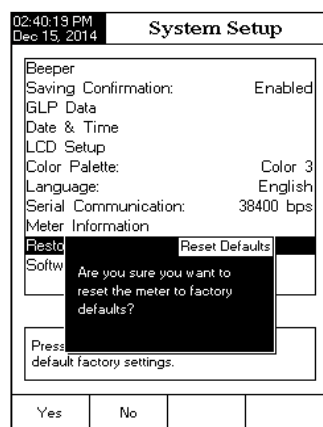 02:40:19 PM
Dec 15, 2014
System Setup
Beeper
Saving Confirmation: Enabled
GLP Data
Date & Time
LCD Setup
Color Palette: Color 3
Language: English
Serial Communication: 38400 bps
Meter Information
Resto
Reset Defaults
Softw
Are you sure you want to
reset the meter to factory
defaults?
Press
default factory settings.
Yes No